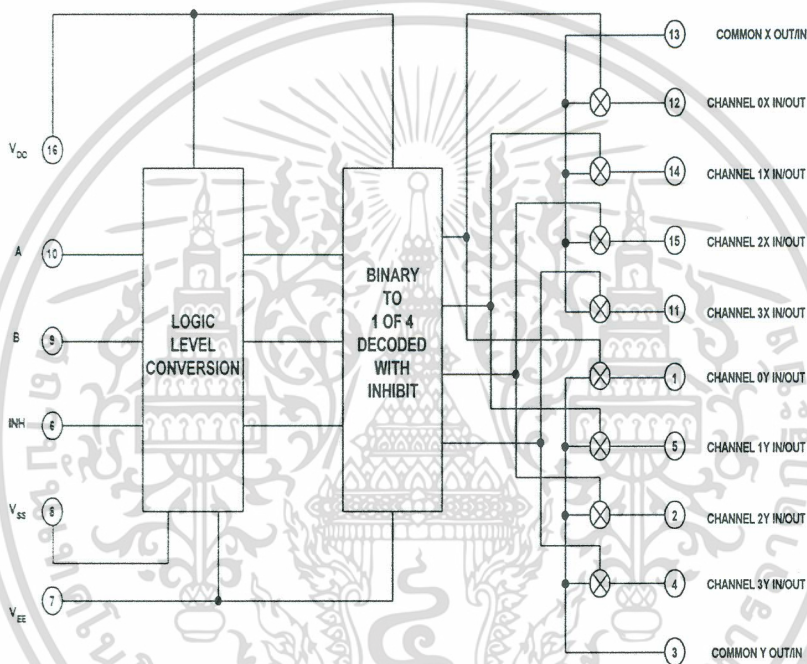 13 COMMON X OUT/IN
12 CHANNEL 0X IN/OUT
14 CHANNEL 1X IN/OUT
15 CHANNEL 2X IN/OUT
11 CHANNEL 3X IN/OUT
1 CHANNEL 0Y IN/OUT
5 CHANNEL 1Y IN/OUT
2 CHANNEL 2Y IN/OUT
4 CHANNEL 3Y IN/OUT
3 COMMON Y OUT/IN
16
A 10
B 9
INH 6
VSS 8
VEE 7
LOGIC
LEVEL
CONVERSION
BINARY
TO
1 OF 4
DECODED
WITH
INHIBIT